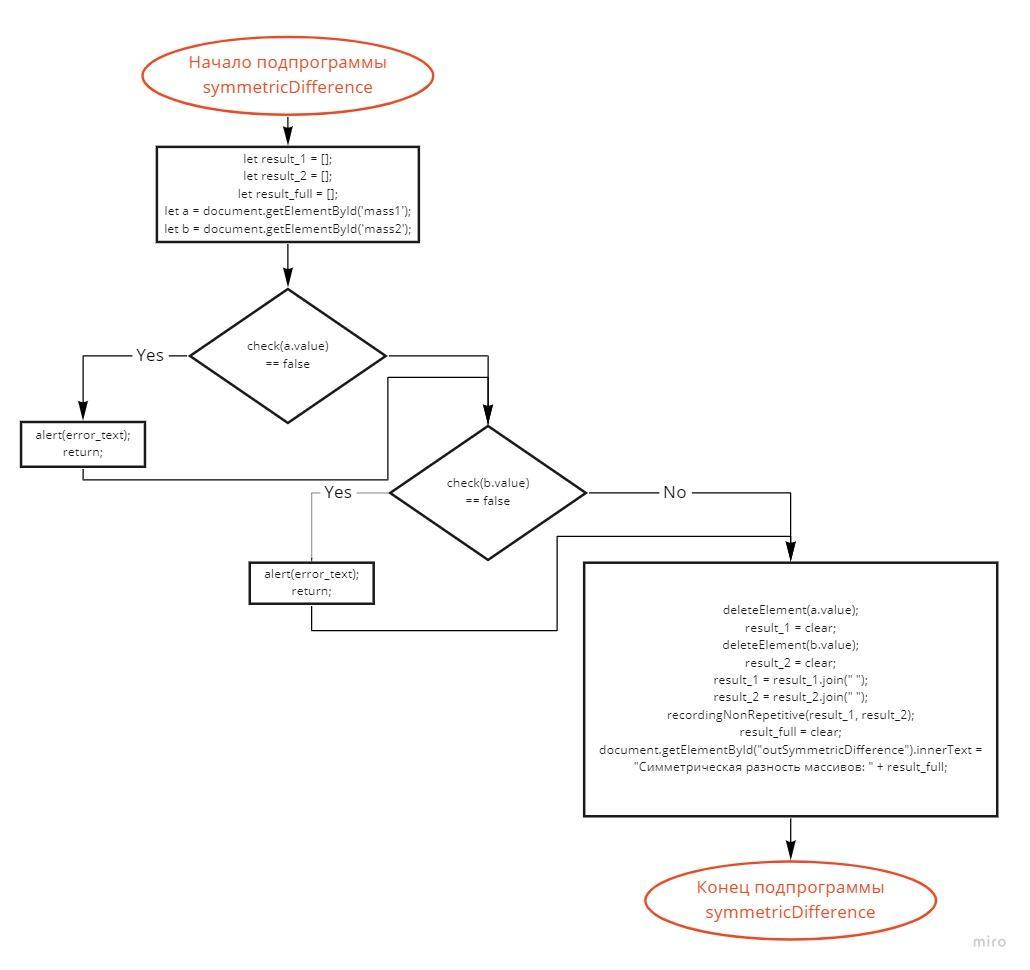 Начало подпрограммы
symmetricDifference
let result_1 = [];
let result_2 = [];
let result_full = [];
let a = document.getElementById('mass1');
let b = document.getElementById('mass2');
check(a.value)
== false
Yes
alert(error_text);
return;
check(b.value)
== false
Yes
No
alert(error_text);
return;
deleteElement(a.value);
result_1 = clear;
deleteElement(b.value);
result_2 = clear;
result_1 = result_1.join(" ");
result_2 = result_2.join(" ");
recordingNonRepetitive(result_1, result_2);
result_full = clear;
document.getElementById("outSymmetricDifference").innerText =
"Симметрическая разность массивов: " + result_full;
Конец подпрограммы
symmetricDifference
miro